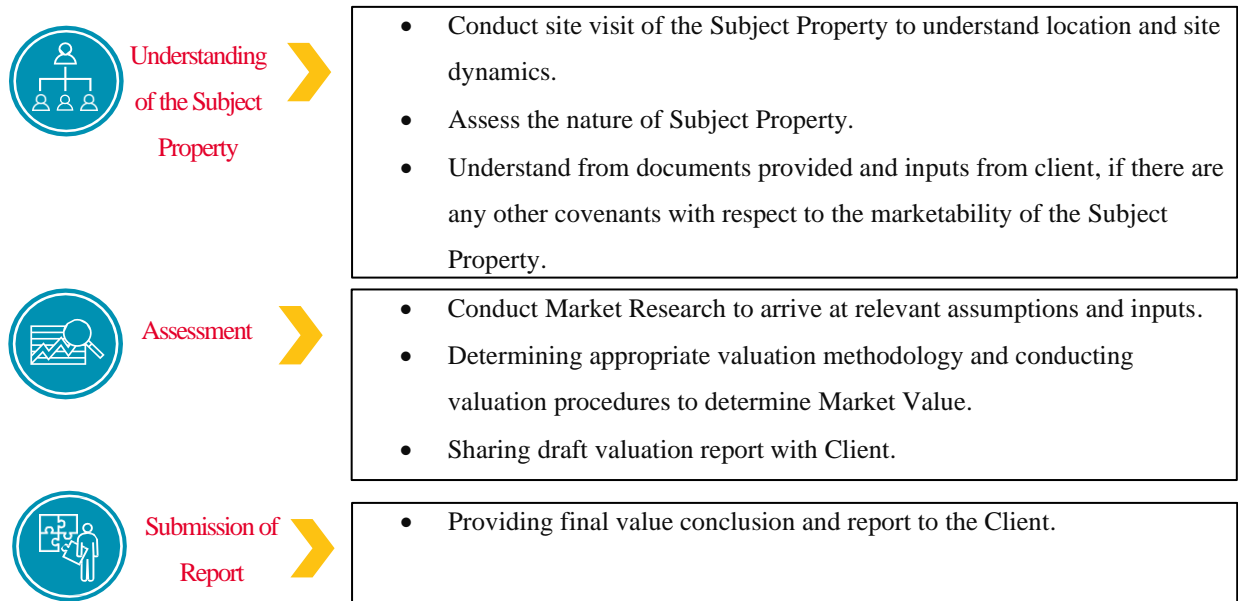 Understanding
of the Subject
Property
• Conduct site visit of the Subject Property to understand location and site
dynamics.
• Assess the nature of Subject Property.
• Understand from documents provided and inputs from client, if there are
any other covenants with respect to the marketability of the Subject
Property.
Assessment
• Conduct Market Research to arrive at relevant assumptions and inputs.
• Determining appropriate valuation methodology and conducting
valuation procedures to determine Market Value.
• Sharing draft valuation report with Client.
Submission of
Report
• Providing final value conclusion and report to the Client.